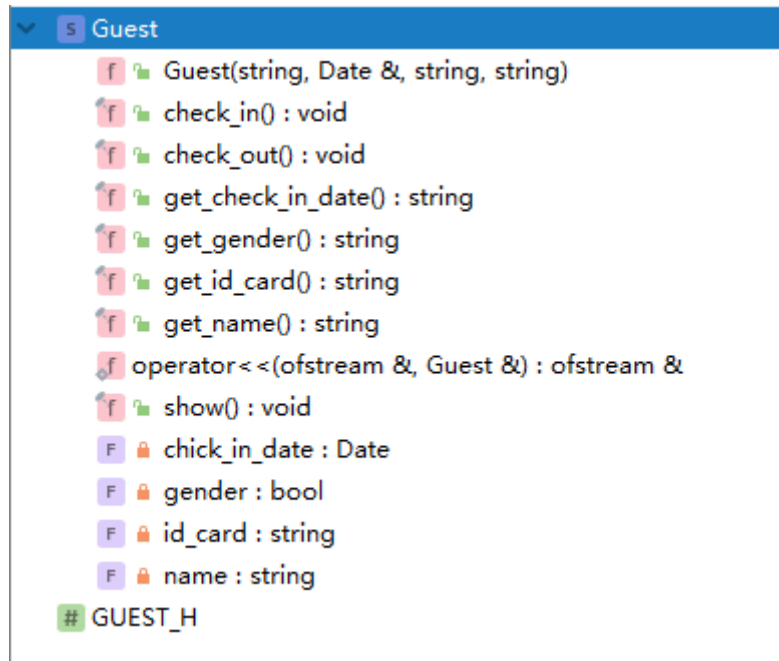 S Guest
f Guest(string, Date &, string, string)
f check_in() : void
f check_out() : void
f get_check_in_date() : string
f get_gender() : string
f get_id_card() : string
f get_name() : string
f operator<<(ofstream &, Guest &) : ofstream &
f show() : void
F chick_in_date : Date
F gender : bool
F id_card : string
F name : string
# GUEST_H